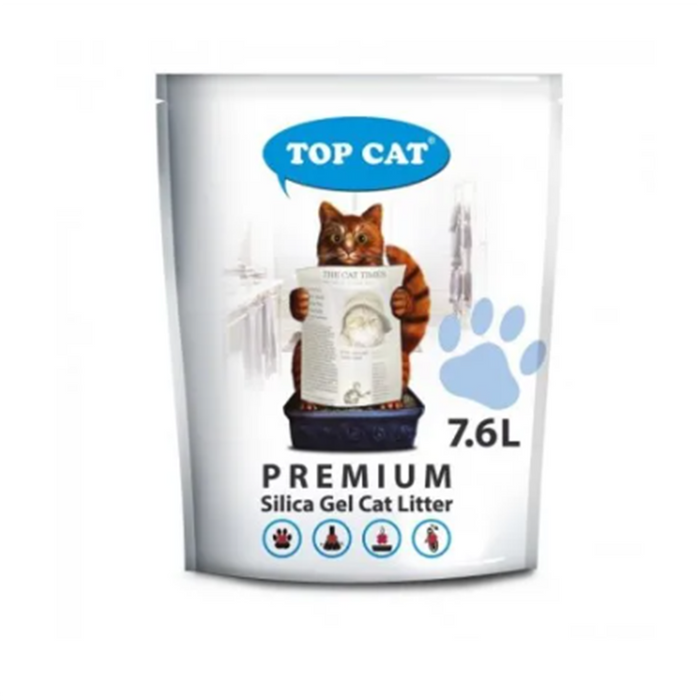 TOP CAT®
THE CAT TIMES
7.6L
PREMIUM
Silica Gel Cat Litter